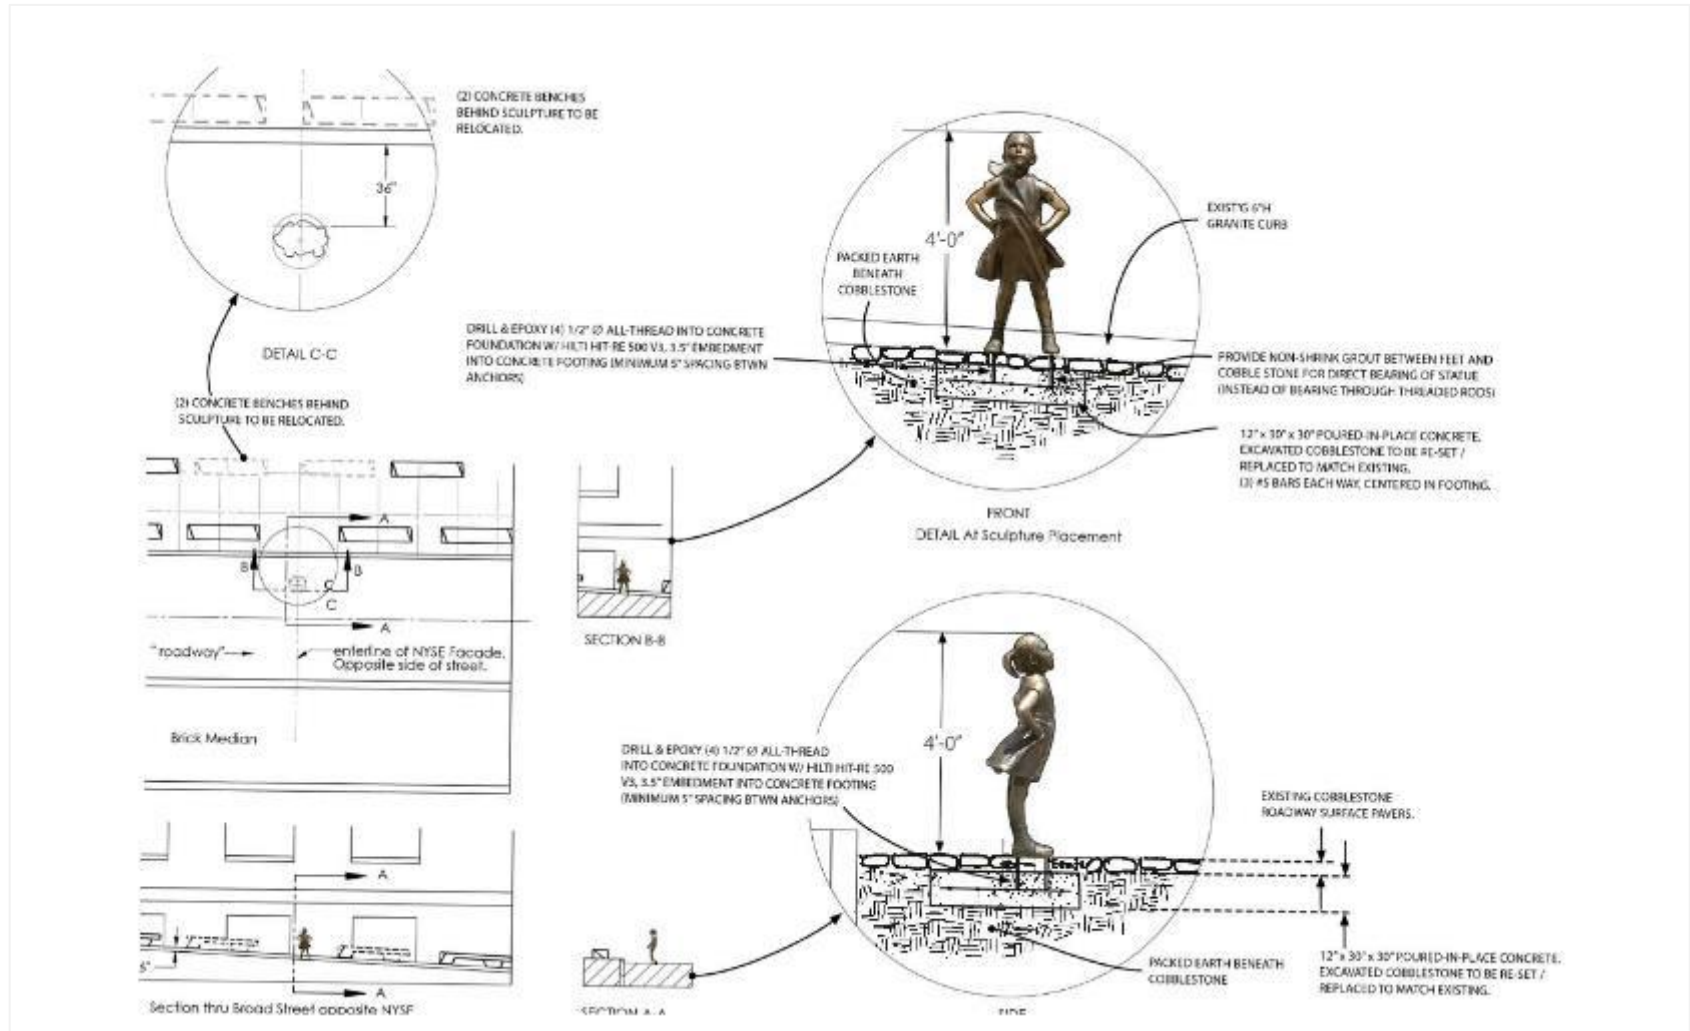 (2) CONCRETE BENCHES
BEHIND SCULPTURE TO BE
RELOCATED.
36"
DETAIL C-C
4'-0"
EXIST'G 6"H
GRANITE CURB
PACKED EARTH
BENEATH
COBBLESTONE
DRILL & EPOXY (4) 1/2" Ø ALL-THREAD INTO CONCRETE
FOUNDATION W/ HILTI HIT-RE 500 V3, 3.5" EMBEDMENT
INTO CONCRETE FOOTING (MINIMUM 5" SPACING BTWN
ANCHORS)
PROVIDE NON-SHRINK GROUT BETWEEN FEET AND
COBBLE STONE FOR DIRECT BEARING OF STATUE
(INSTEAD OF BEARING THROUGH THREADED RODS)
12" x 30" x 30" POURED-IN-PLACE CONCRETE.
EXCAVATED COBBLESTONE TO BE RE-SET /
REPLACED TO MATCH EXISTING.
(3) #5 BARS EACH WAY, CENTERED IN FOOTING.
FRONT
DETAIL At Sculpture Placement
(2) CONCRETE BENCHES BEHIND
SCULPTURE TO BE RELOCATED.
A
B
B
C
C
A
"roadway"
enterline of NYSE Facade.
Opposite side of street.
Brick Median
SECTION B-B
4'-0"
DRILL & EPOXY (4) 1/2" Ø ALL-THREAD
INTO CONCRETE FOUNDATION W/ HILTI HIT-RE 500
V3, 3.5" EMBEDMENT INTO CONCRETE FOOTING
(MINIMUM 5" SPACING BTWN ANCHORS)
EXISTING COBBLESTONE
ROADWAY SURFACE PAVERS.
PACKED EARTH BENEATH
COBBLESTONE
12" x 30" x 30" POURED-IN-PLACE CONCRETE.
EXCAVATED COBBLESTONE TO BE RE-SET /
REPLACED TO MATCH EXISTING.
A
6"
A
Section thru Broad Street opposite NYSE
SECTION A-A
SIDE